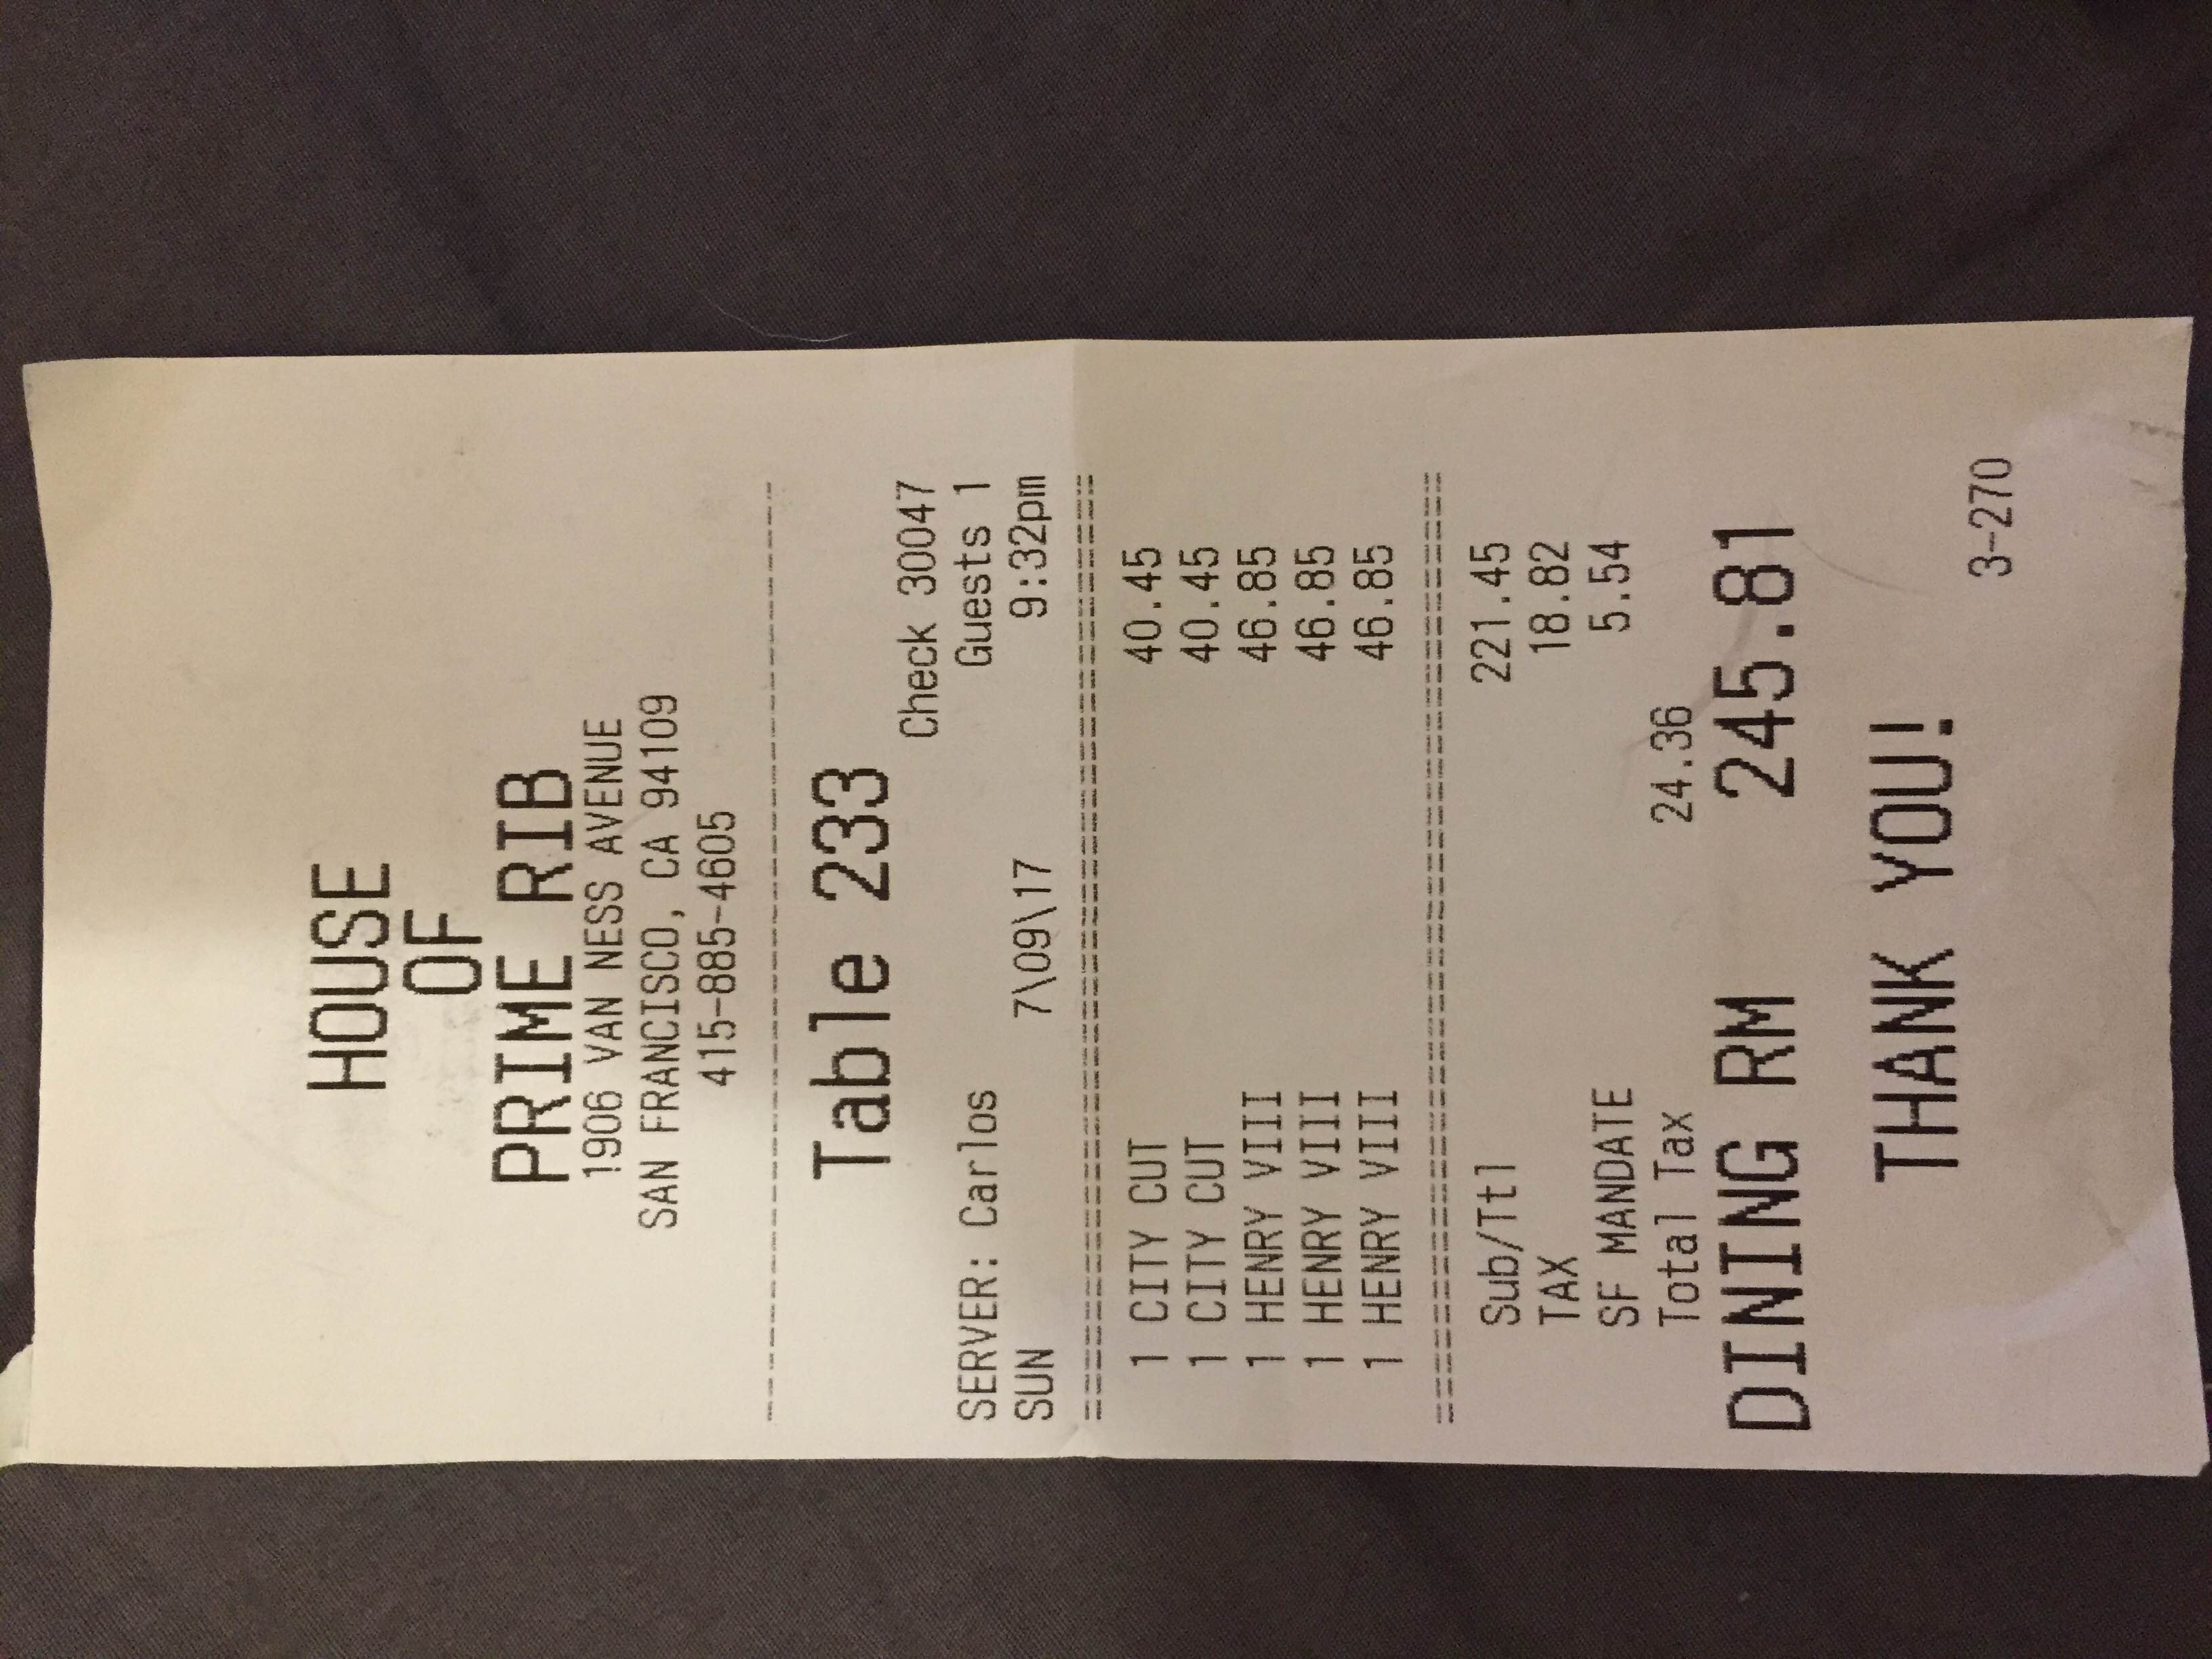 HOUSE
OF
PRIME RIB
1906 VAN NESS AVENUE
SAN FRANCISCO, CA 94109
415-885-4605
Table 233
Check 30047
SERVER: Carlos Guests 1
SUN 7\09\17 9:32pm
1 CITY CUT 40.45
1 CITY CUT 40.45
1 HENRY VIII 46.85
1 HENRY VIII 46.85
1 HENRY VIII 46.85
Sub/Ttl 221.45
TAX 18.82
SF MANDATE 5.54
Total Tax 24.36
DINING RM 245.81
THANK YOU!
3-270